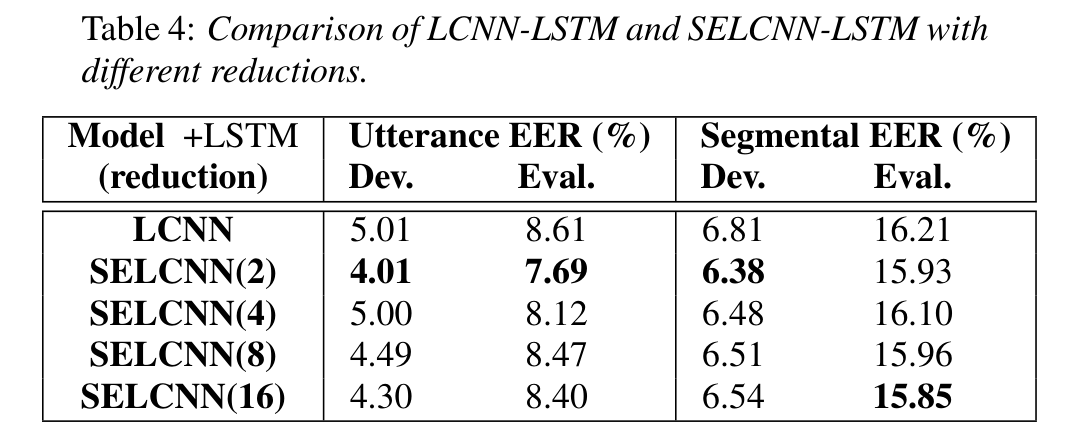 Table 4: Comparison of LCNN-LSTM and SELCNN-LSTM with
different reductions.
Model +LSTM Utterance EER (%) Segmental EER (%)
(reduction) Dev. Eval. Dev. Eval.
LCNN 5.01 8.61 6.81 16.21
SELCNN(2) 4.01 7.69 6.38 15.93
SELCNN(4) 5.00 8.12 6.48 16.10
SELCNN(8) 4.49 8.47 6.51 15.96
SELCNN(16) 4.30 8.40 6.54 15.85